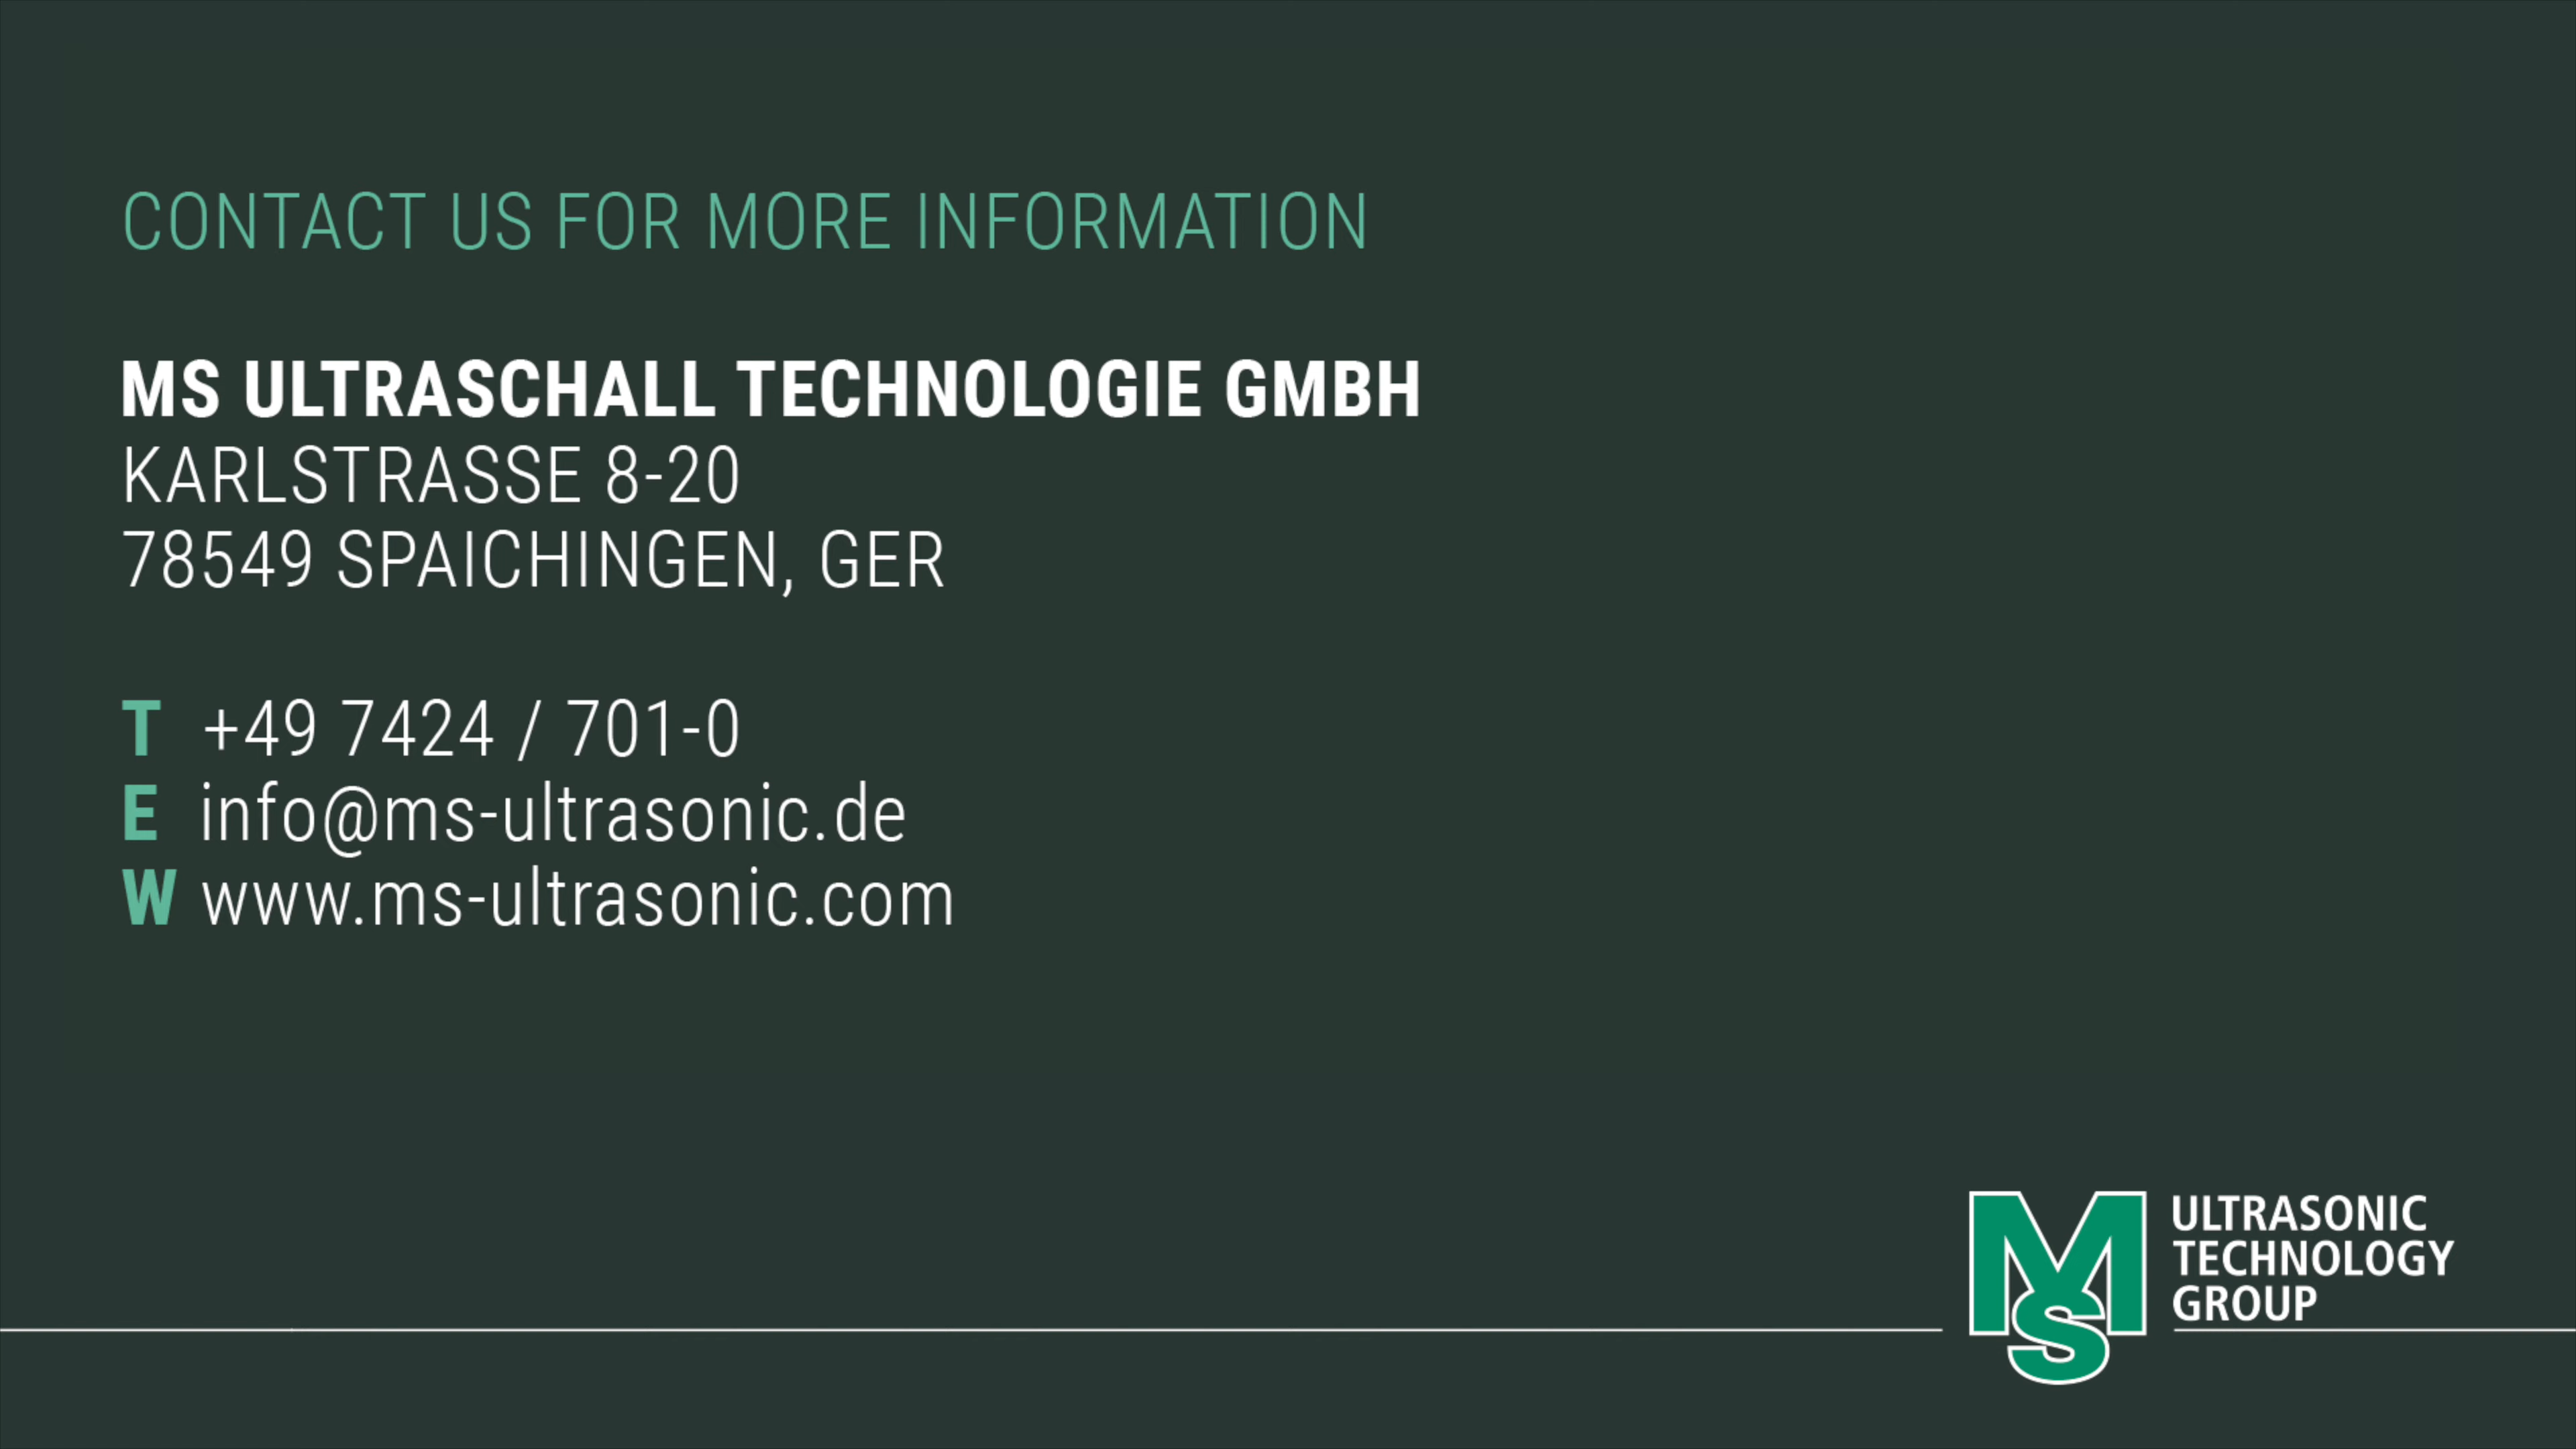 CONTACT US FOR MORE INFORMATION
MS ULTRASCHALL TECHNOLOGIE GMBH
KARLSTRASSE 8-20
78549 SPAICHINGEN, GER
T +49 7424 / 701-0
E info@ms-ultrasonic.de
W www.ms-ultrasonic.com
MS
ULTRASONIC
TECHNOLOGY
GROUP